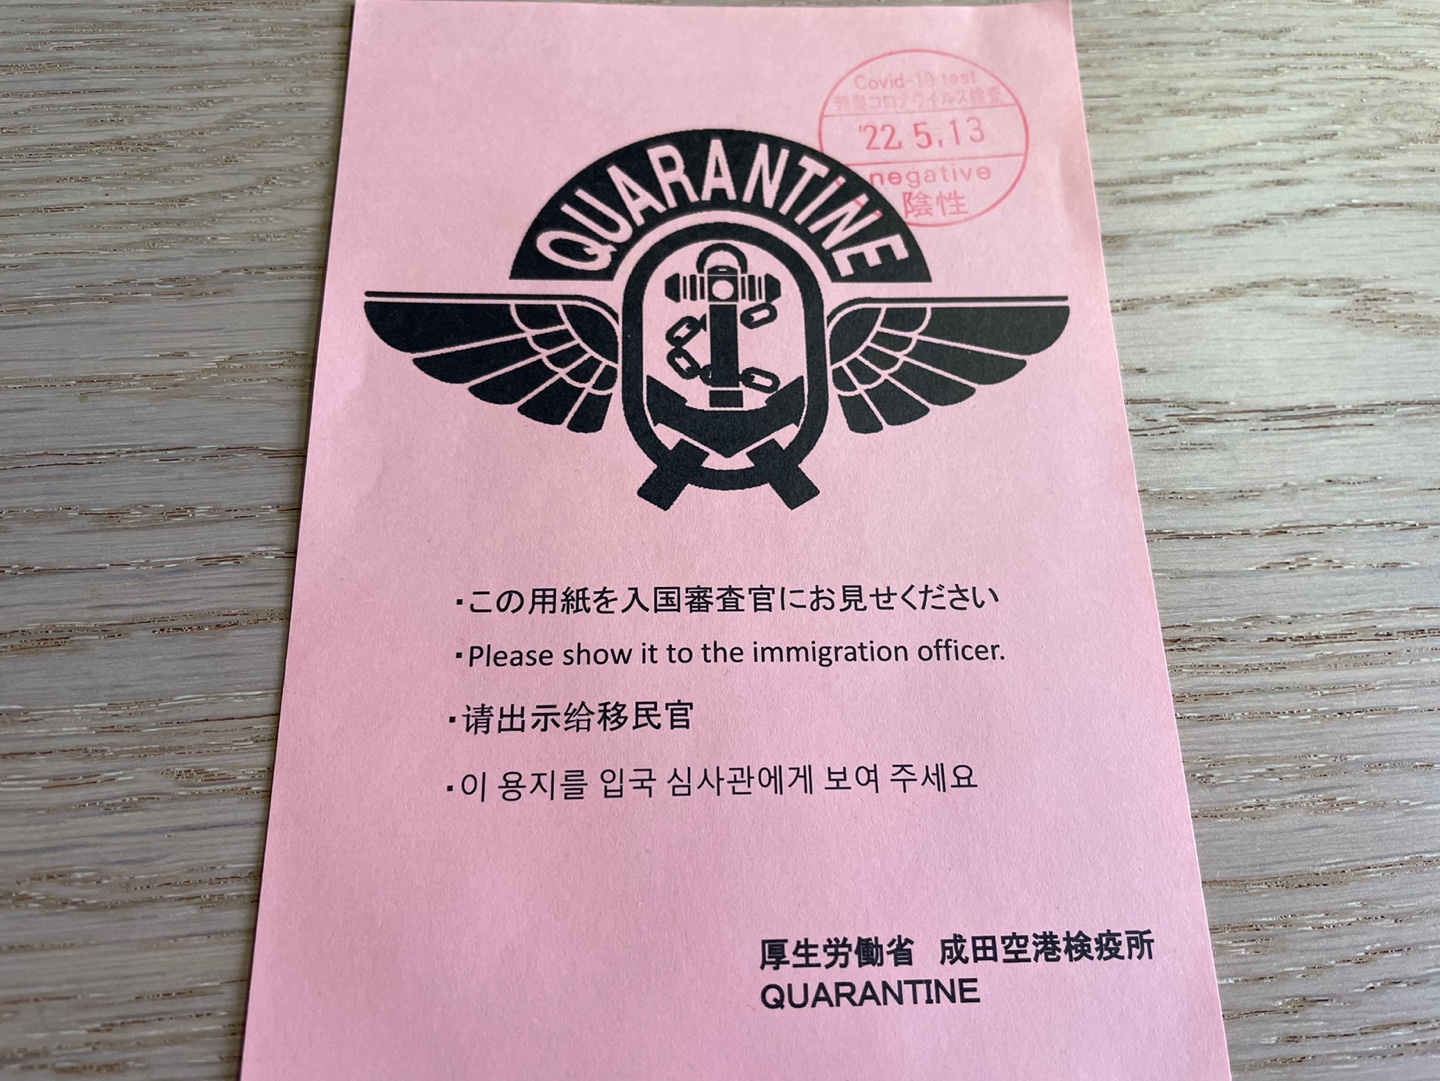 Covid-19 test
新型コロナウイルス検査
'22.5.13
negative
陰性
QUARANTINE
・この用紙を入国審査官にお見せください
・Please show it to the immigration officer.
・请出示给移民官
・이 용지를 입국 심사관에게 보여 주세요
厚生労働省 成田空港検疫所
QUARANTINE